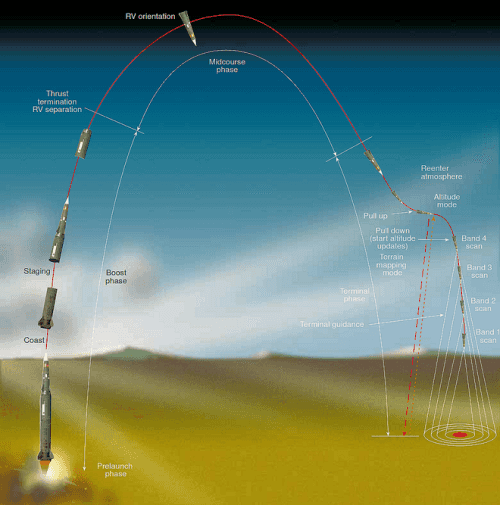 RV orientation
Midcourse
phase
Thrust
termination
RV separation
Reenter
atmosphere
Altitude
mode
Pull up
Pull down
(start altitude
updates)
Terrain
mapping
mode
Band 4
scan
Staging
Boost
phase
Band 3
scan
Terminal
phase
Band 2
scan
Terminal guidance
Band 1
scan
Coast
Prelaunch
phase